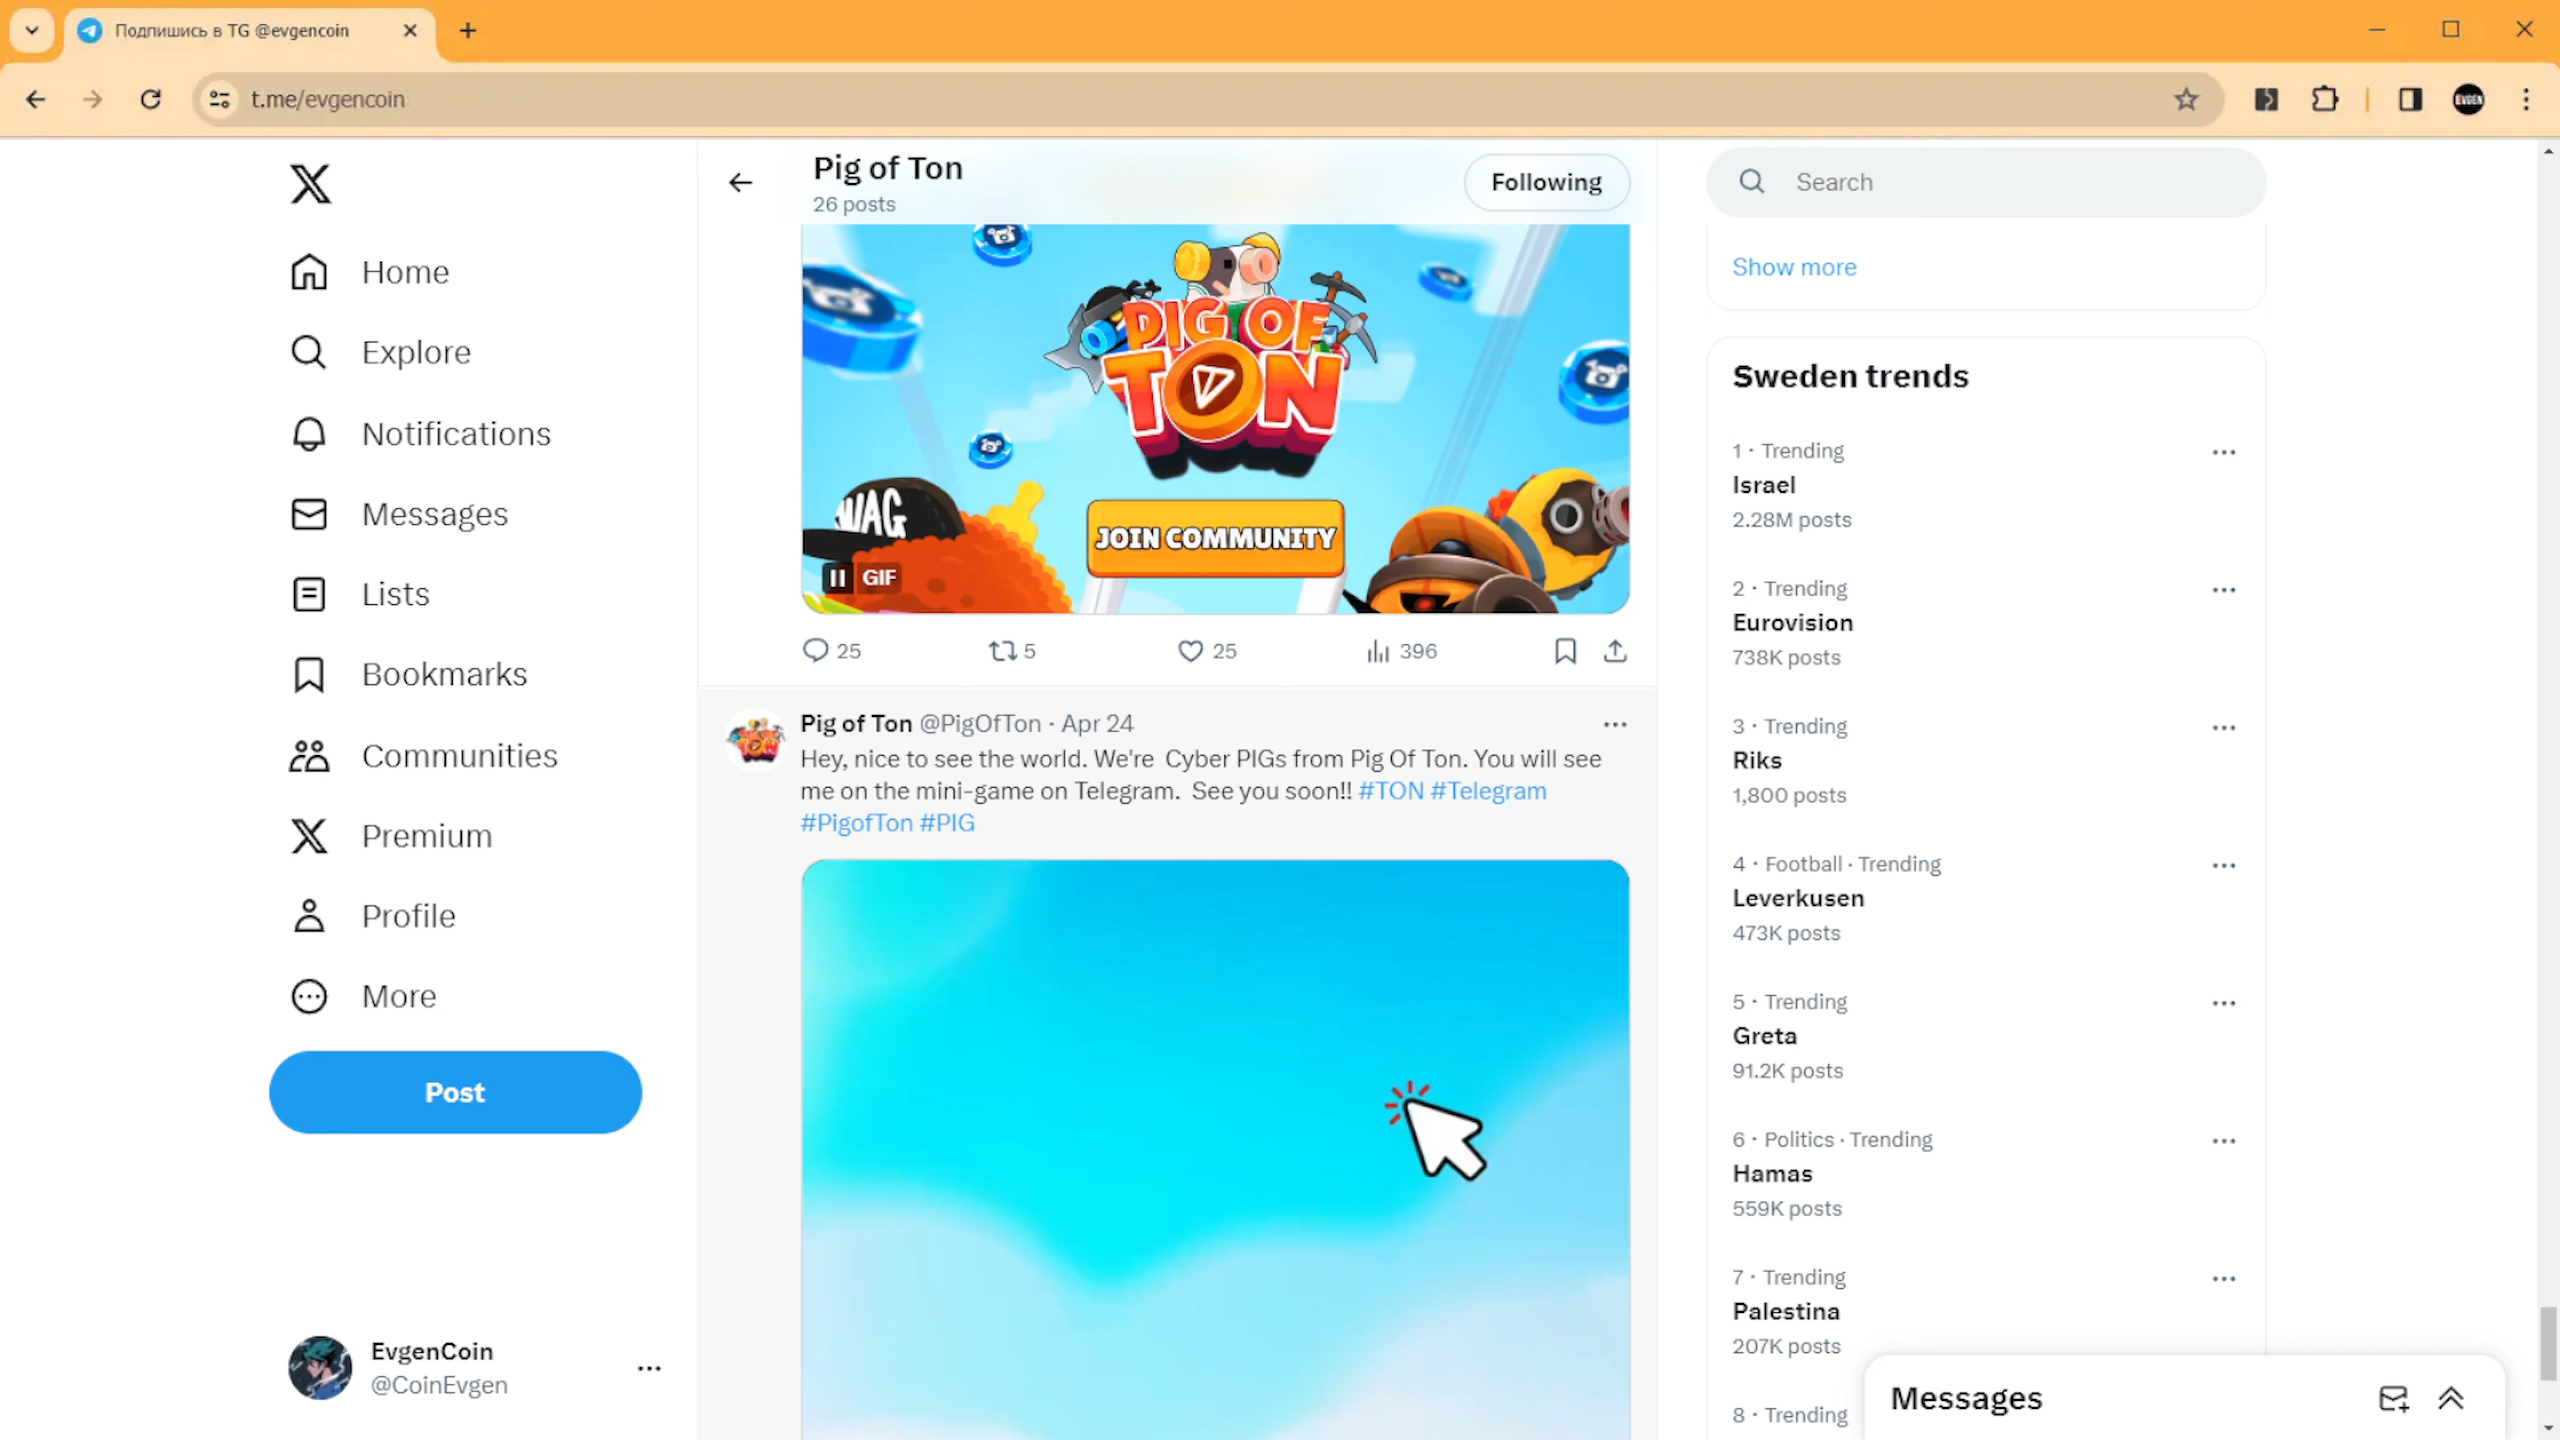 Подпишись в TG @evgencoin
t.me/evgencoin
EVGEN
Home
Explore
Notifications
Messages
Lists
Bookmarks
Communities
Premium
Profile
More
Post
EvgenCoin
@CoinEvgen
Pig of Ton
26 posts
Following
PIG OF
TON
WAG
JOIN COMMUNITY
GIF
25
5
25
396
Pig of Ton @PigOfTon · Apr 24
Hey, nice to see the world. We're Cyber PIGs from Pig Of Ton. You will see
me on the mini-game on Telegram. See you soon!! #TON #Telegram
#PigofTon #PIG
Search
Show more
Sweden trends
1 · Trending
Israel
2.28M posts
2 · Trending
Eurovision
738K posts
3 · Trending
Riks
1,800 posts
4 · Football · Trending
Leverkusen
473K posts
5 · Trending
Greta
91.2K posts
6 · Politics · Trending
Hamas
559K posts
7 · Trending
Palestina
207K posts
8 · Trending
Messages